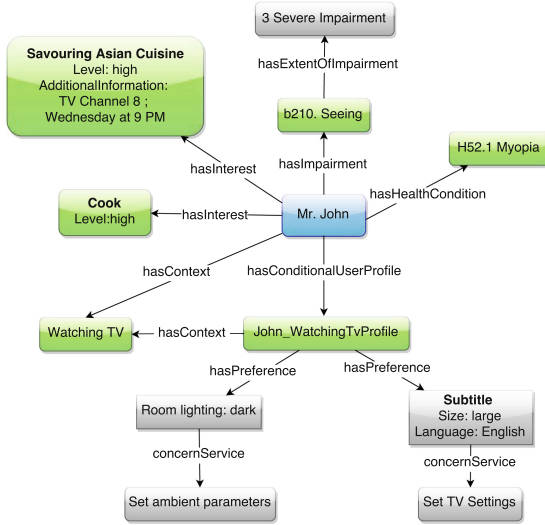 3 Severe Impairment
Savouring Asian Cuisine
Level: high
AdditionalInformation:
TV Channel 8 ;
Wednesday at 9 PM
hasExtentOfImpairment
b210. Seeing
H52.1 Myopia
hasInterest
hasImpairment
hasHealthCondition
Cook
Level:high
hasInterest
Mr. John
hasContext
hasConditionalUserProfile
Watching TV
hasContext
John_WatchingTvProfile
hasPreference
hasPreference
Room lighting: dark
Subtitle
Size: large
Language: English
concernService
concernService
Set ambient parameters
Set TV Settings